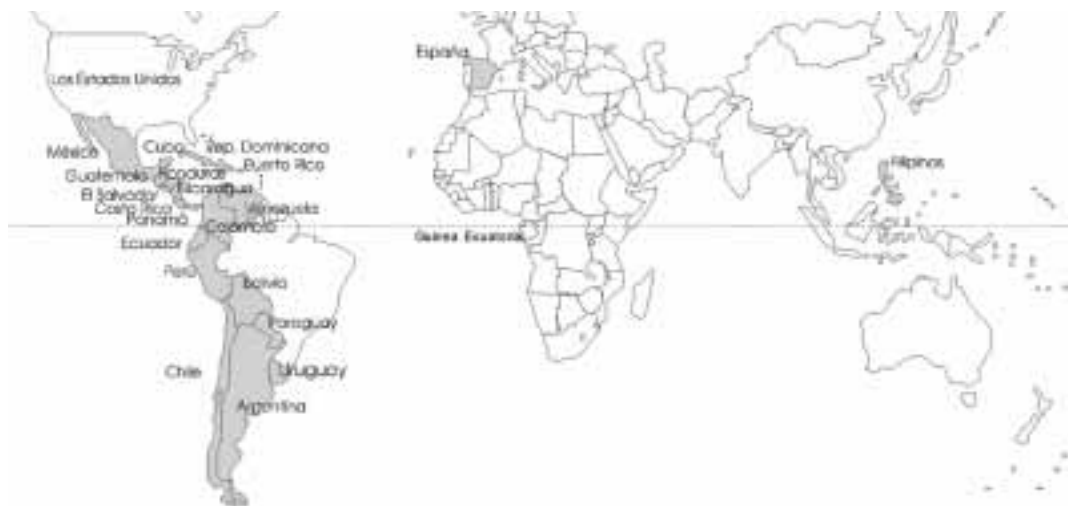 España
Los Estados Unidos
México
Cuba
Rep. Dominicana
Puerto Rico
Guatemala
Honduras
El Salvador
Nicaragua
Costa Rica
Venezuela
Panamá
Colombia
Ecuador
Perú
Bolivia
Paraguay
Chile
Uruguay
Argentina
Guinea Ecuatorial
Filipinas